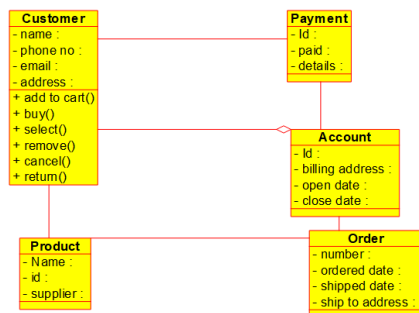 Customer
- name :
- phone no :
- email :
- address :
+ add to cart()
+ buy()
+ select()
+ remove()
+ cancel()
+ return()
Payment
- Id :
- paid :
- details :
Account
- Id :
- billing address :
- open date :
- close date :
Product
- Name :
- id :
- supplier :
Order
- number :
- ordered date :
- shipped date :
- ship to address :